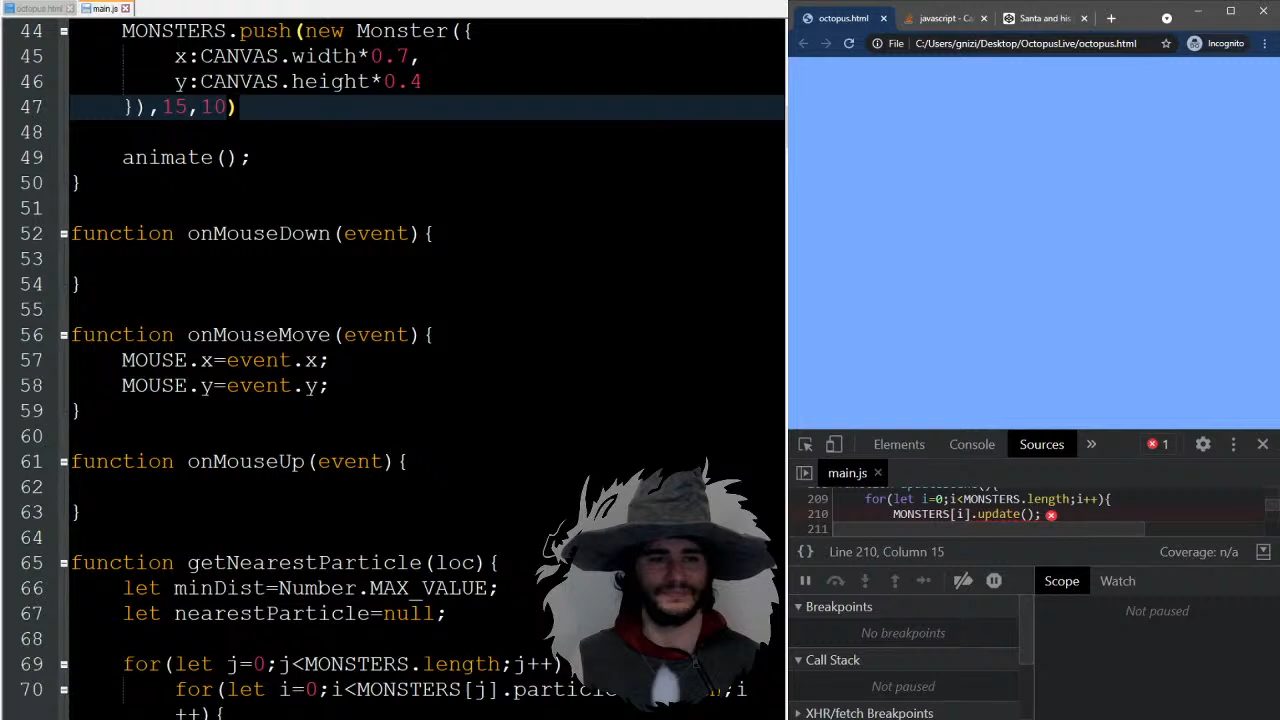 octopus.html
main.js
44 MONSTERS.push(new Monster({
45 x:CANVAS.width*0.7,
46 y:CANVAS.height*0.4
47 }),15,10)
48
49 animate();
50 }
51
52 function onMouseDown(event){
53
54 }
55
56 function onMouseMove(event){
57 MOUSE.x=event.x;
58 MOUSE.y=event.y;
59 }
60
61 function onMouseUp(event){
62
63 }
64
65 function getNearestParticle(loc){
66 let minDist=Number.MAX_VALUE;
67 let nearestParticle=null;
68
69 for(let j=0;j<MONSTERS.length;j++)
70 for(let i=0;i<MONSTERS[j].partic
;i
++){
octopus.html
javascript - Ca
Santa and his
File C:/Users/gnizi/Desktop/OctopusLive/octopus.html
Incognito
Elements Console Sources 1
main.js
209 for(let i=0;i<MONSTERS.length;i++){
210 MONSTERS[i].update();
211
{} Line 210, Column 15
Coverage: n/a
Scope Watch
Breakpoints
No breakpoints
Not paused
Call Stack
Not paused
XHR/fetch Breakpoints